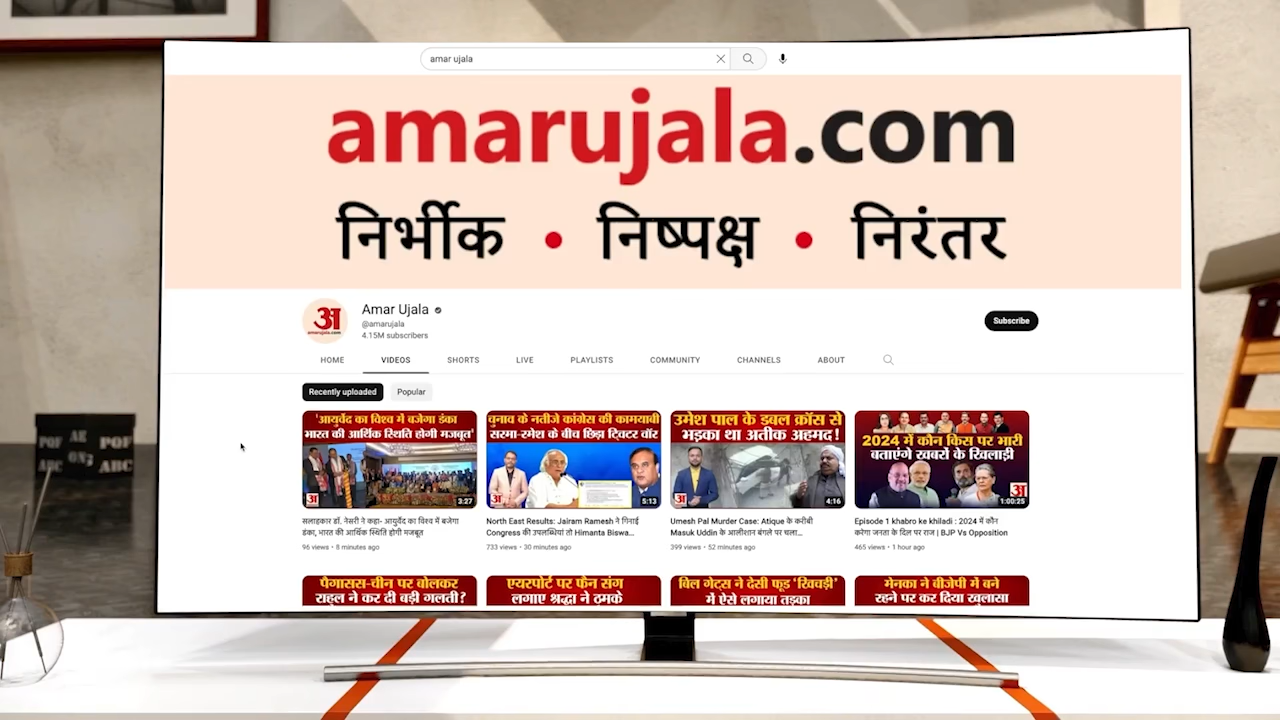 amar ujala
amarujala.com
निर्भीक • निष्पक्ष • निरंतर
अ
amarujala.com
Amar Ujala
@amarujala
4.15M subscribers
Subscribe
HOME VIDEOS SHORTS LIVE PLAYLISTS COMMUNITY CHANNELS ABOUT
Recently uploaded Popular
'आयुर्वेद का विश्व में बजेगा डंका
भारत की आर्थिक स्थिति होगी मजबूत'
अ
3:27
सलाहकार डॉ. नेसरी ने कहा- आयुर्वेद का विश्व में बजेगा
डंका, भारत की आर्थिक स्थिति होगी मजबूत
96 views • 8 minutes ago
चुनाव के नतीजे कांग्रेस की कामयाबी
सरमा-रमेश के बीच छिड़ा ट्विटर वॉर
अ
5:13
North East Results: Jairam Ramesh ने गिनाई
Congress की उपलब्धियां तो Himanta Biswa...
733 views • 30 minutes ago
उमेश पाल के डबल क्रॉस से
भड़का था अतीक अहमद!
अ
4:16
Umesh Pal Murder Case: Atique के करीबी
Masuk Uddin के आलीशान बंगले पर चला...
399 views • 52 minutes ago
2024 में कौन किस पर भारी
बताएंगे खबरों के खिलाड़ी
अ
1:00:25
Episode 1 khabro ke khiladi : 2024 में कौन
करेगा जनता के दिल पर राज | BJP Vs Opposition
465 views • 1 hour ago
पैगासस-चीन पर बोलकर
राहुल ने कर दी बड़ी गलती?
एयरपोर्ट पर फैन संग
लगाए श्रद्धा ने ठुमके
बिल गेट्स ने देसी फूड 'खिचड़ी'
में ऐसे लगाया तड़का
मेनका ने बीजेपी में बने
रहने पर कर दिया खुलासा
PQF AE PQF
ABC ABC